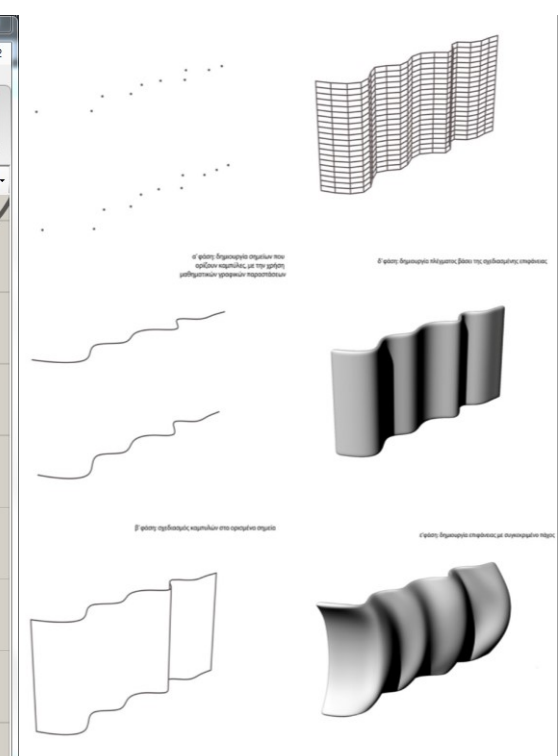 α' φάση: δημιουργία σημείων που
ορίζουν καμπύλες, με την χρήση
μαθηματικών γραφικών παραστάσεων
δ' φάση: δημιουργία πλέγματος βάσυ της σχεδιασμένης επιφάνειας
β' φάση: σχεδιασμός καμπυλών στα ορισμένα σημεία
ε'φάση: δημιουργία επιφάνειας με συγκεκριμένο πάχος